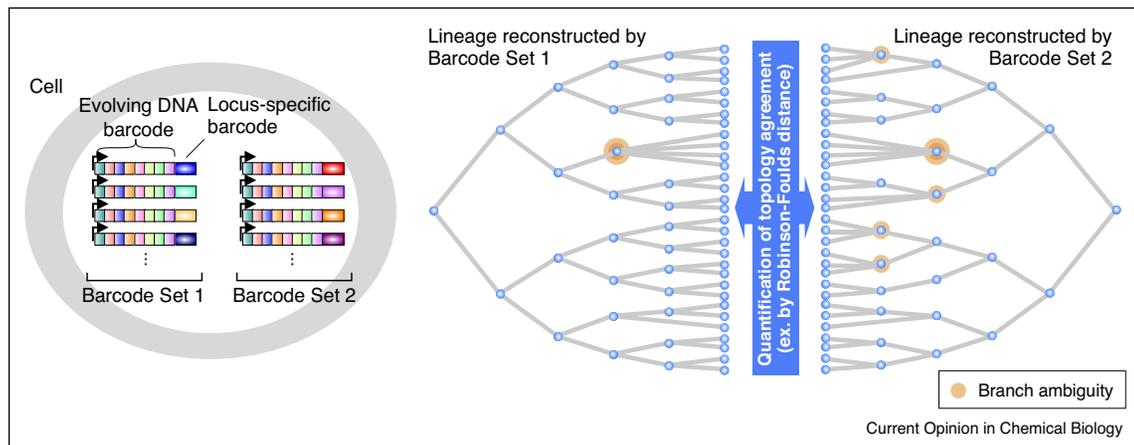 Cell
Evolving DNA
barcode
Locus-specific
barcode
Barcode Set 1
Barcode Set 2
Lineage reconstructed by
Barcode Set 1
Quantification of topology agreement
(ex. by Robinson-Foulds distance)
Lineage reconstructed by
Barcode Set 2
Branch ambiguity
Current Opinion in Chemical Biology